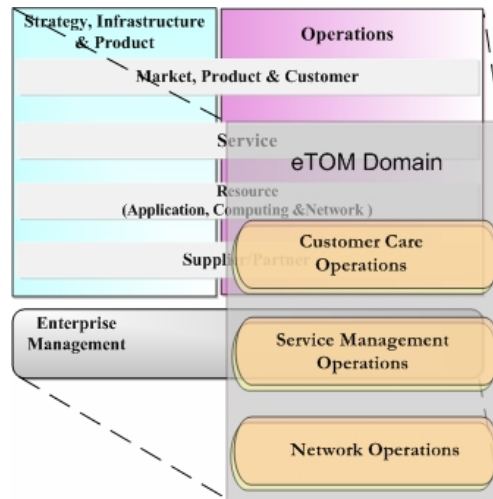 Strategy, Infrastructure
& Product
Operations
Market, Product & Customer
Service
eTOM Domain
Resource
(Application, Computing &Network )
Customer Care
Operations
Supplier/Partner
Enterprise
Management
Service Management
Operations
Network Operations